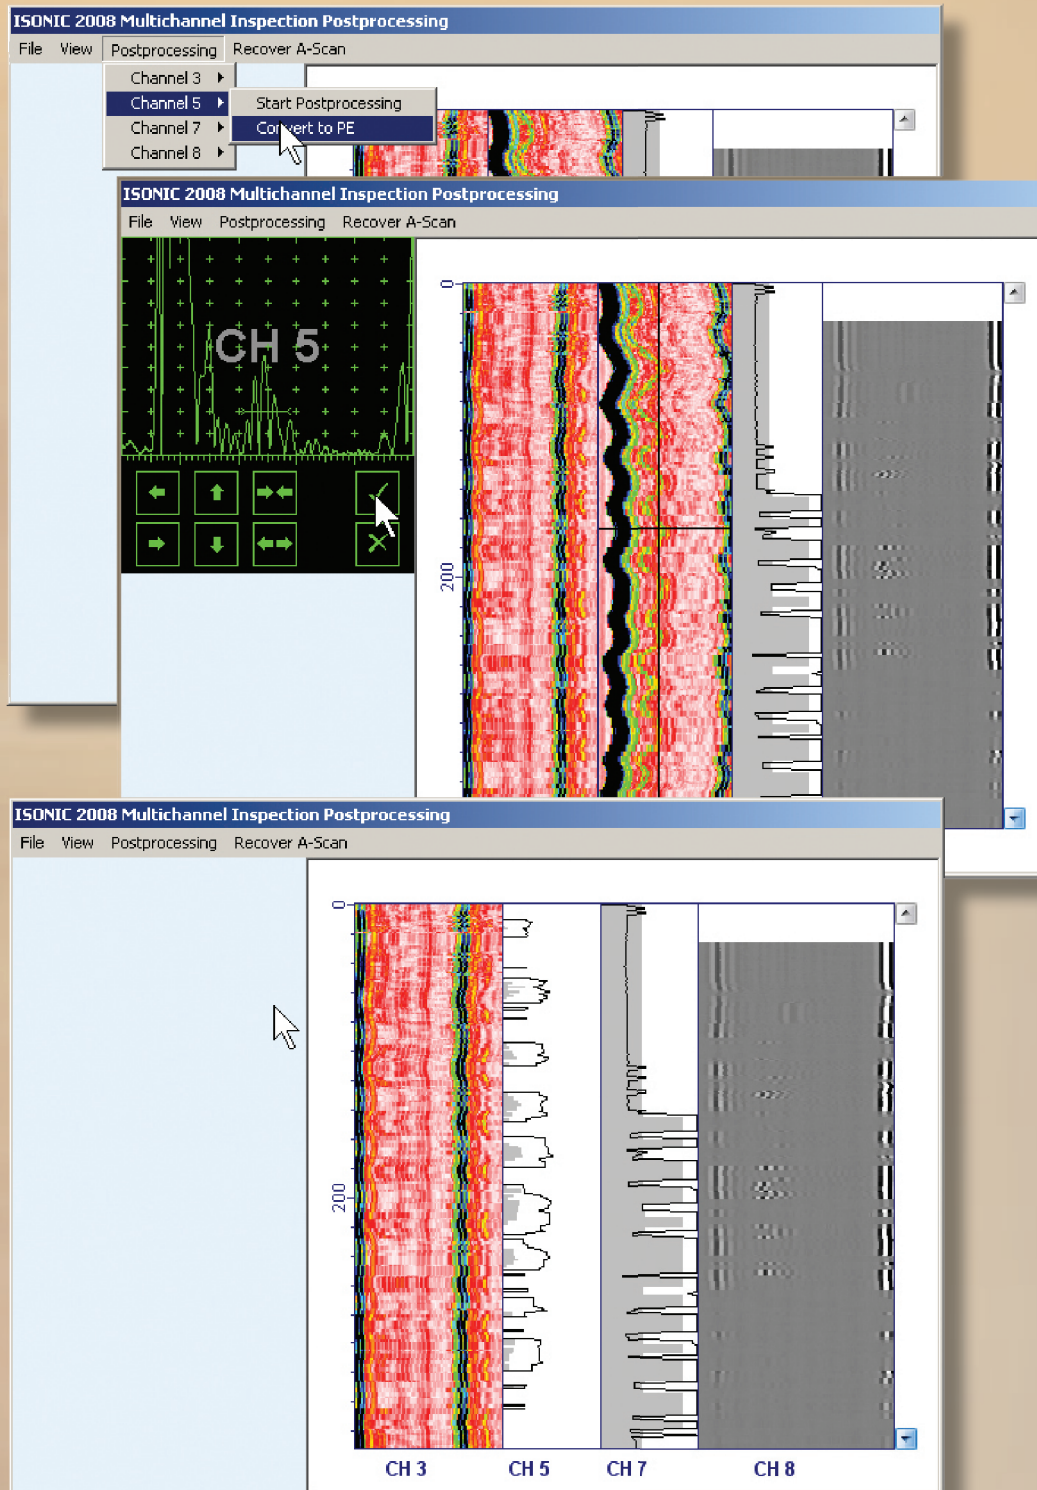 ISONIC 2008 Multichannel Inspection Postprocessing
File View Postprocessing Recover A-Scan
Channel 3
Channel 5
Start Postprocessing
Channel 7
Convert to PE
Channel 8
ISONIC 2008 Multichannel Inspection Postprocessing
File View Postprocessing Recover A-Scan
CH 5
0
200
ISONIC 2008 Multichannel Inspection Postprocessing
File View Postprocessing Recover A-Scan
0
200
CH 3 CH 5 CH 7 CH 8